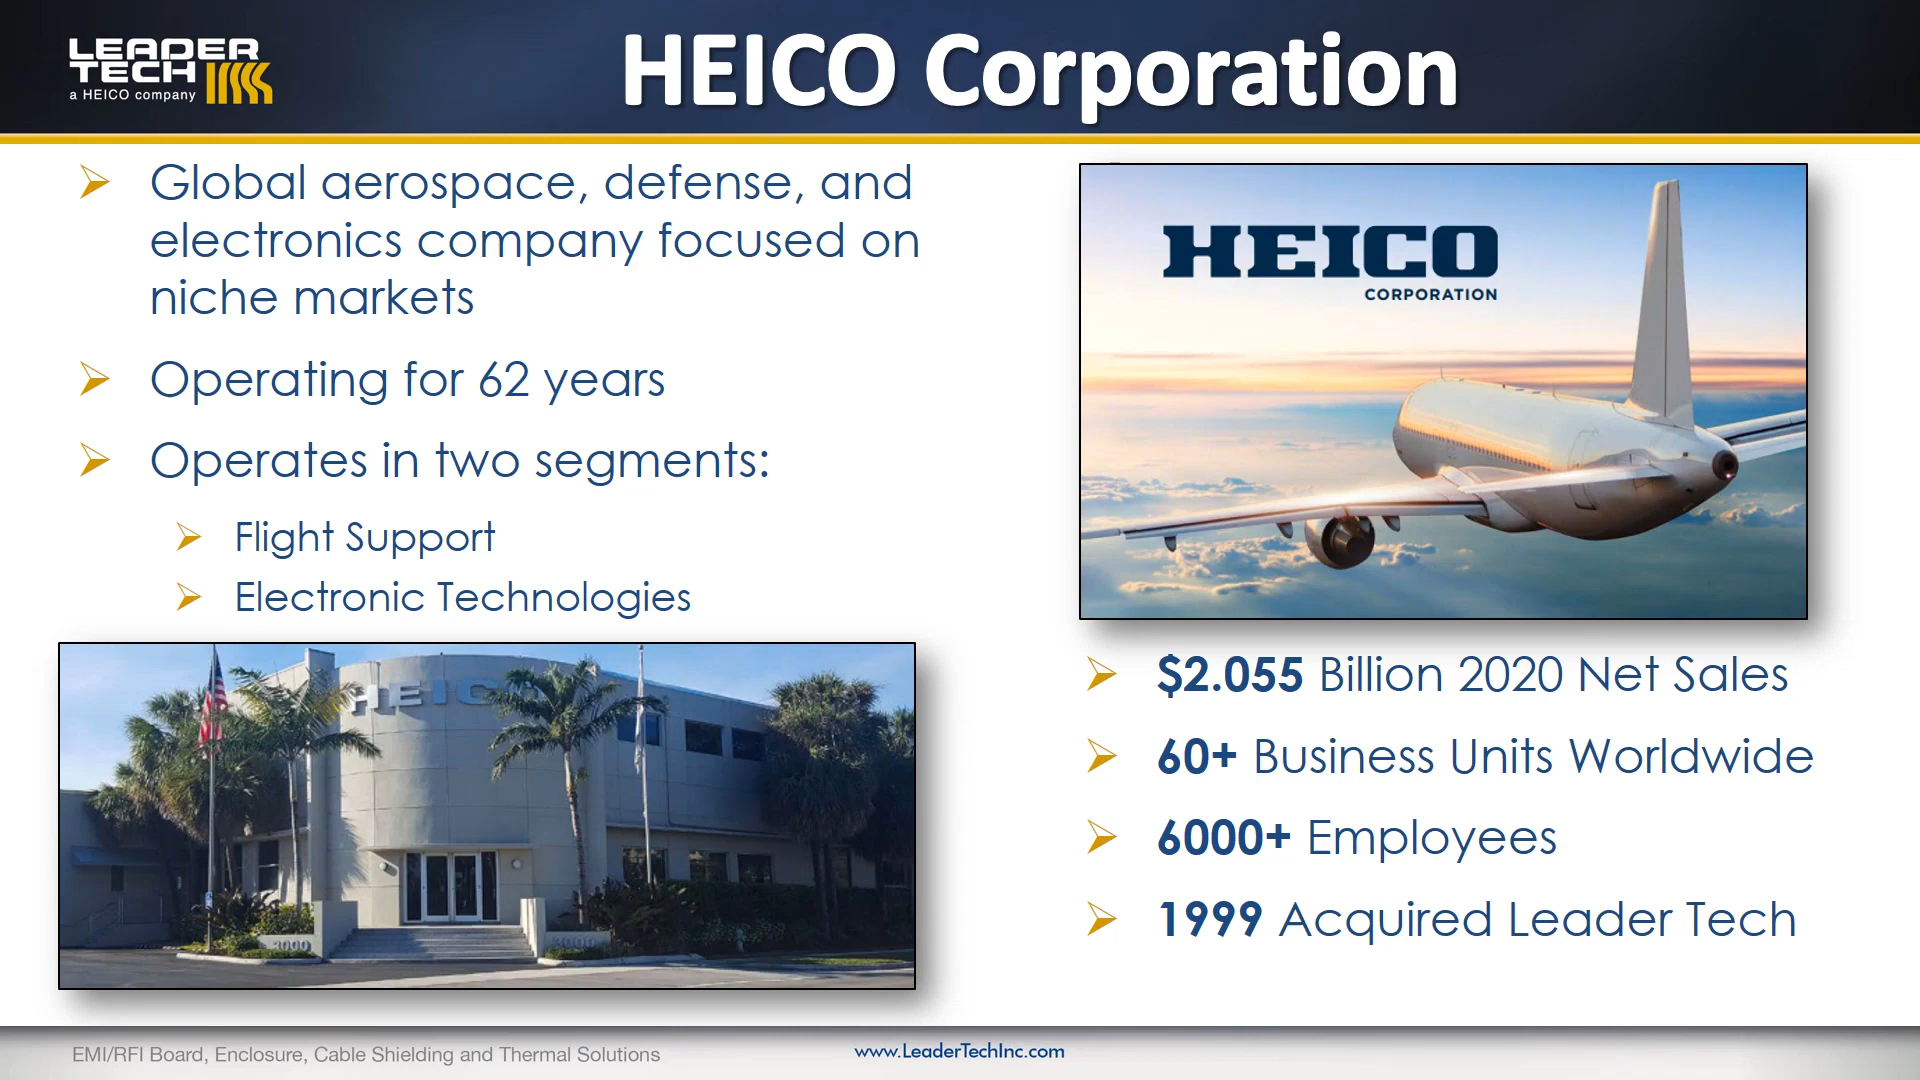 LEADER
TECH
a HEICO company
HEICO Corporation
Global aerospace, defense, and
electronics company focused on
niche markets
Operating for 62 years
Operates in two segments:
Flight Support
Electronic Technologies
HEICO
3000
3000
HEICO
CORPORATION
$2.055 Billion 2020 Net Sales
60+ Business Units Worldwide
6000+ Employees
1999 Acquired Leader Tech
EMI/RFI Board, Enclosure, Cable Shielding and Thermal Solutions
www.LeaderTechInc.com